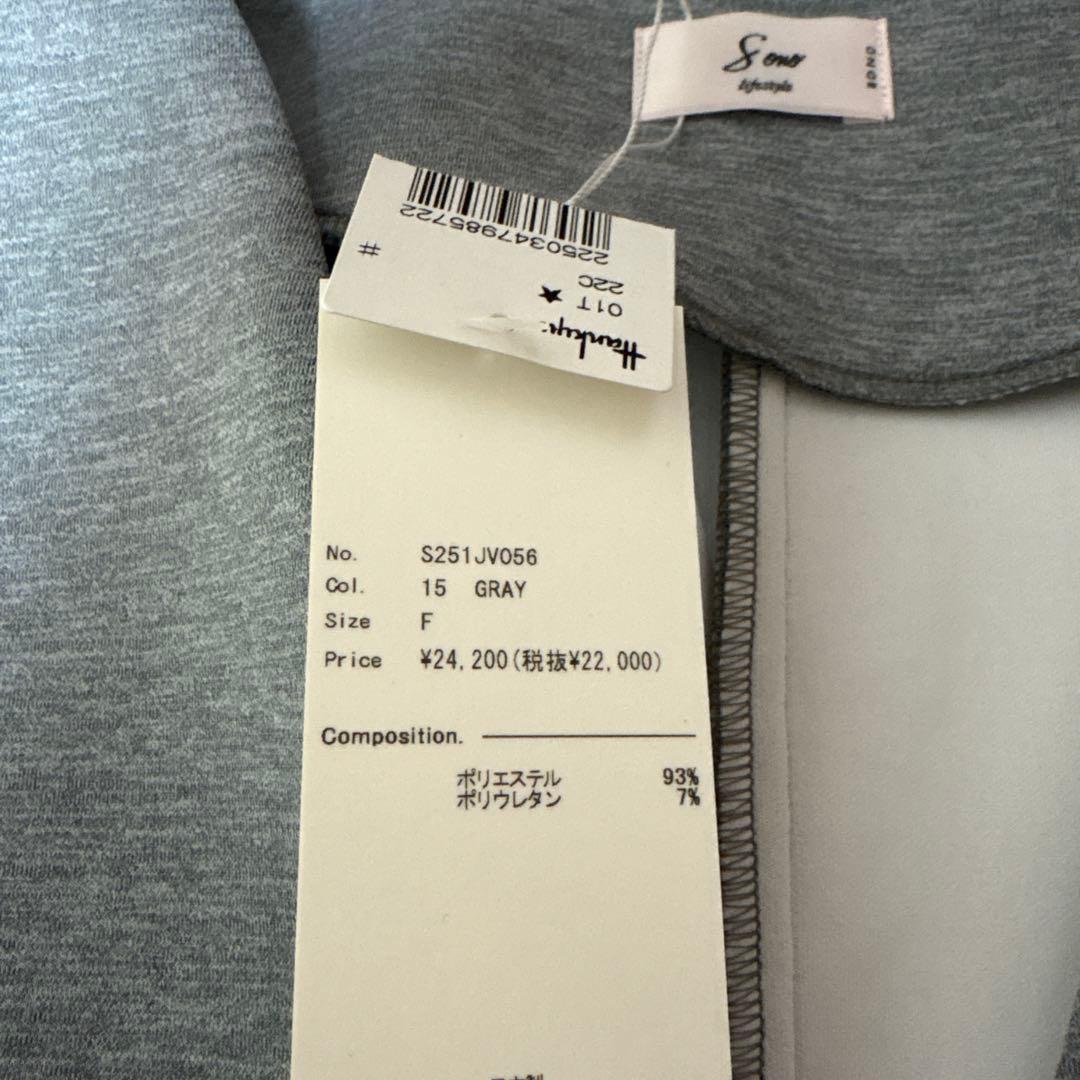 Sono
lifestyle
SONO
2250347985722
22C
01T ★
#
No. S251JV056
Col. 15 GRAY
Size F
Price ¥24,200(税抜¥22,000)
Composition.
ポリエステル 93%
ポリウレタン 7%